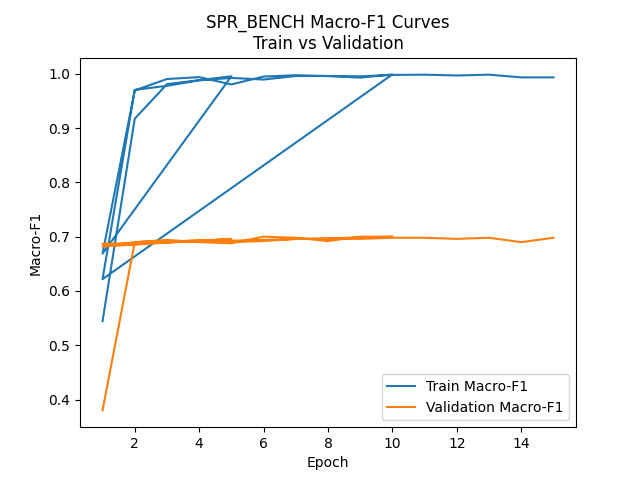 SPR_BENCH Macro-F1 Curves
Train vs Validation
Macro-F1
1.0
0.9
0.8
0.7
0.6
0.5
0.4
2
4
6
8
10
12
14
Epoch
Train Macro-F1
Validation Macro-F1